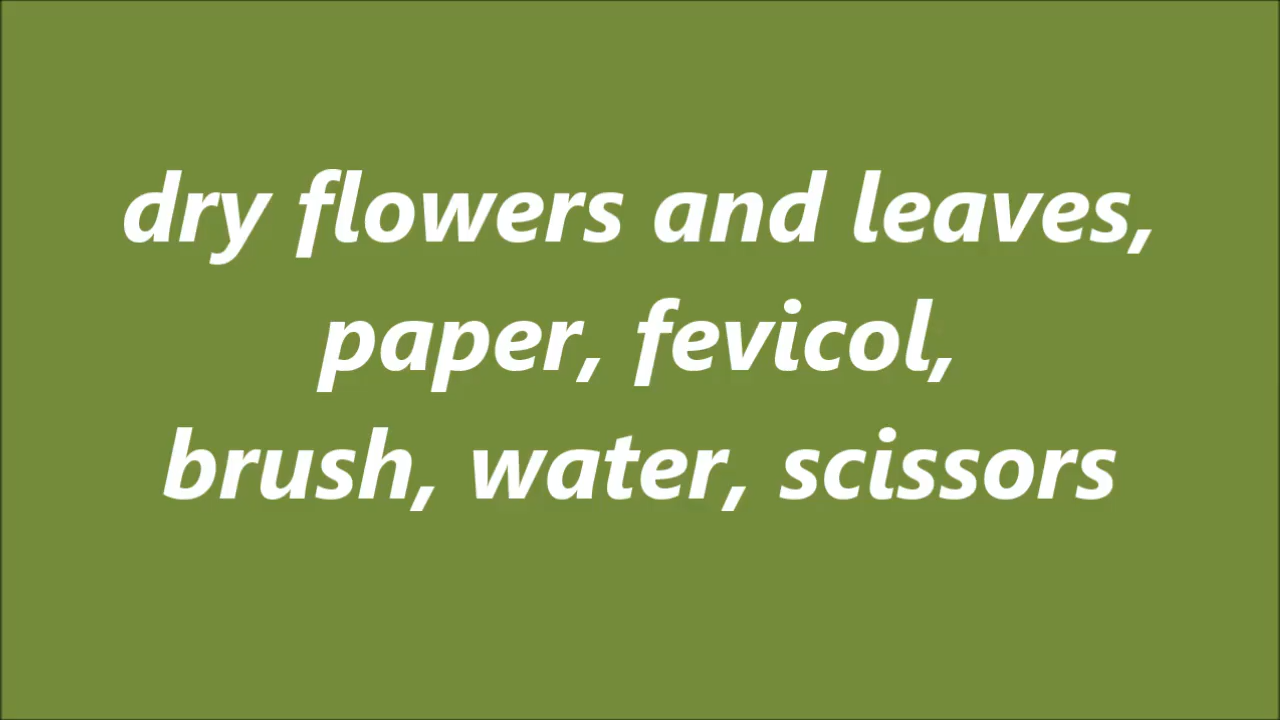 dry flowers and leaves,
paper, fevicol,
brush, water, scissors